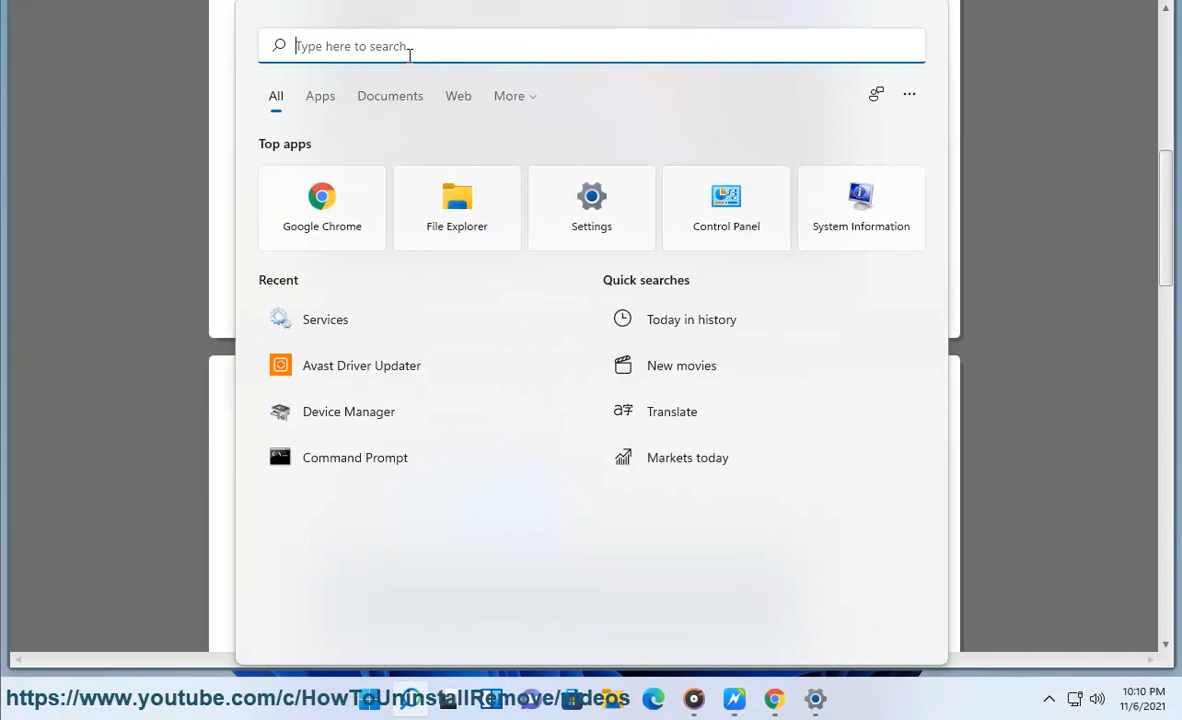 Type here to search
All Apps Documents Web More
Top apps
Google Chrome File Explorer Settings Control Panel System Information
Recent Quick searches
Services Today in history
Avast Driver Updater New movies
Device Manager Translate
Command Prompt Markets today
https://www.youtube.com/c/HowToUninstallRemove/videos
10:10 PM
11/6/2021